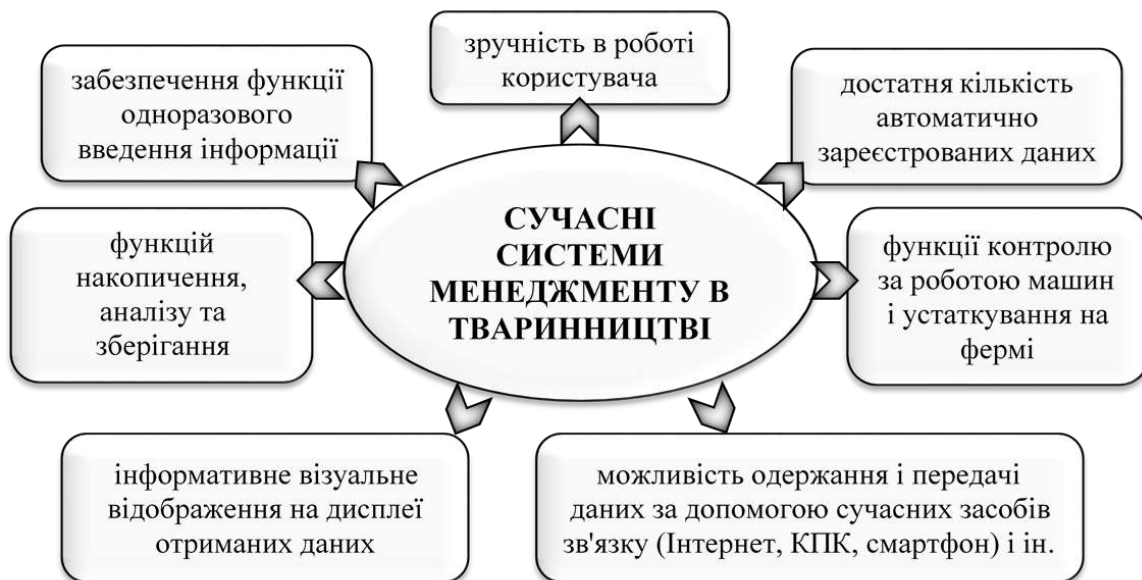 зручність в роботі
користувача
забезпечення функції
одноразового
введення інформації
достатня кількість
автоматично
зареєстрованих даних
СУЧАСНІ
СИСТЕМИ
МЕНЕДЖМЕНТУ В
ТВАРИННИЦТВІ
функцій
накопичення,
аналізу та
зберігання
функції контролю
за роботою машин
і устаткування на
фермі
інформативне візуальне
відображення на дисплеї
отриманих даних
можливість одержання і передачі
даних за допомогою сучасних засобів
зв'язку (Інтернет, КПК, смартфон) і ін.